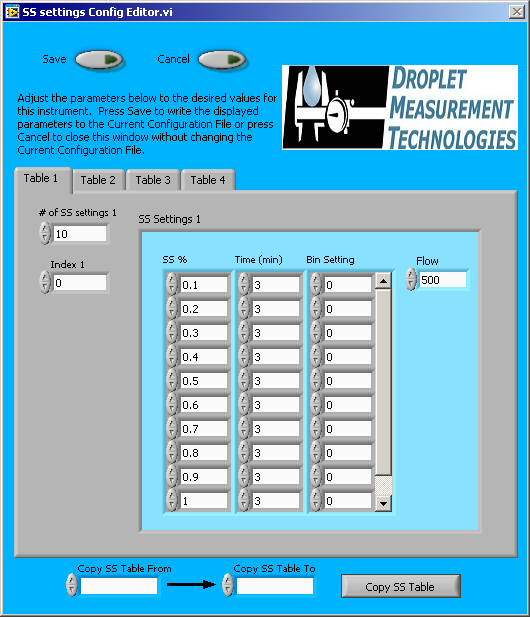 SS settings Config Editor.vi
Save Cancel
Adjust the parameters below to the desired values for
this instrument. Press Save to write the displayed
parameters to the Current Configuration File or press
Cancel to close this window without changing the
Current Configuration File.
DROPLET
MEASUREMENT
TECHNOLOGIES
Table 1 Table 2 Table 3 Table 4
# of SS settings 1
10
Index 1
0
SS Settings 1
SS % Time (min) Bin Setting
0.1 3 0
0.2 3 0
0.3 3 0
0.4 3 0
0.5 3 0
0.6 3 0
0.7 3 0
0.8 3 0
0.9 3 0
1 3 0
Flow
500
Copy SS Table From Copy SS Table To
Copy SS Table